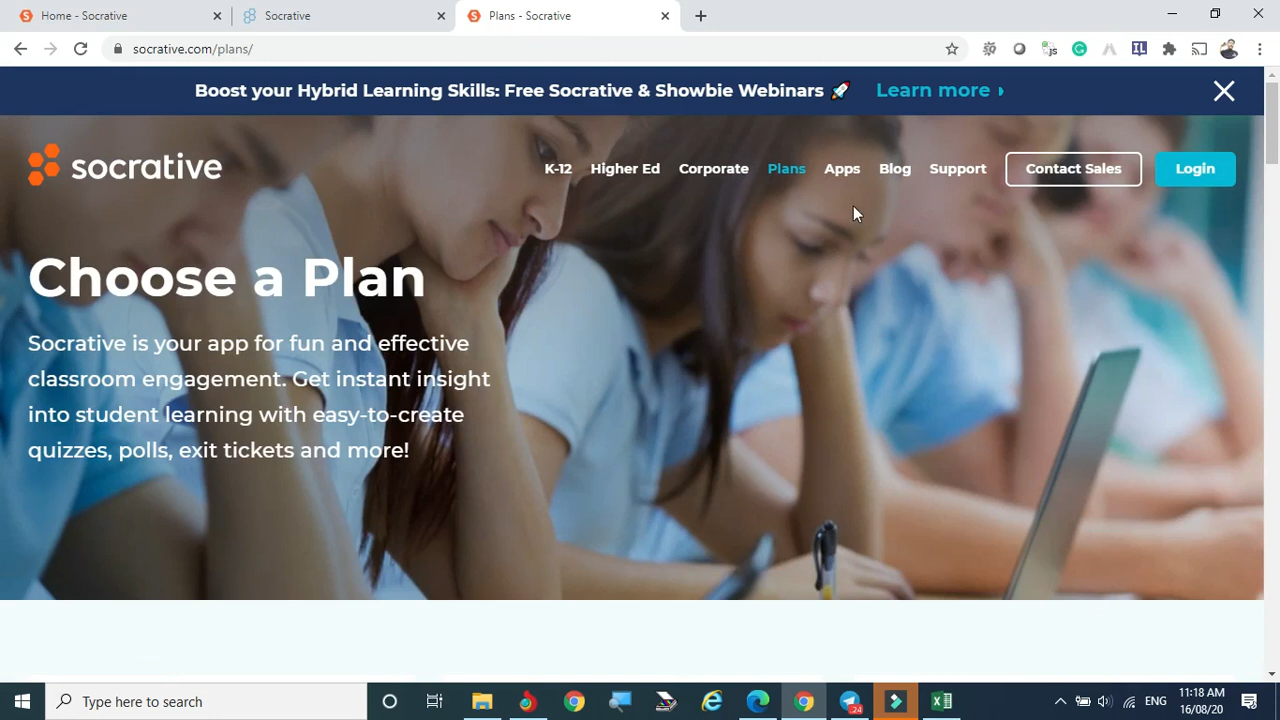 Home - Socrative
Socrative
Plans - Socrative
socrative.com/plans/
Boost your Hybrid Learning Skills: Free Socrative & Showbie Webinars 🚀 Learn more
socrative
K-12 Higher Ed Corporate Plans Apps Blog Support Contact Sales Login
Choose a Plan
Socrative is your app for fun and effective
classroom engagement. Get instant insight
into student learning with easy-to-create
quizzes, polls, exit tickets and more!
Type here to search
24
ENG
11:18 AM
16/08/20